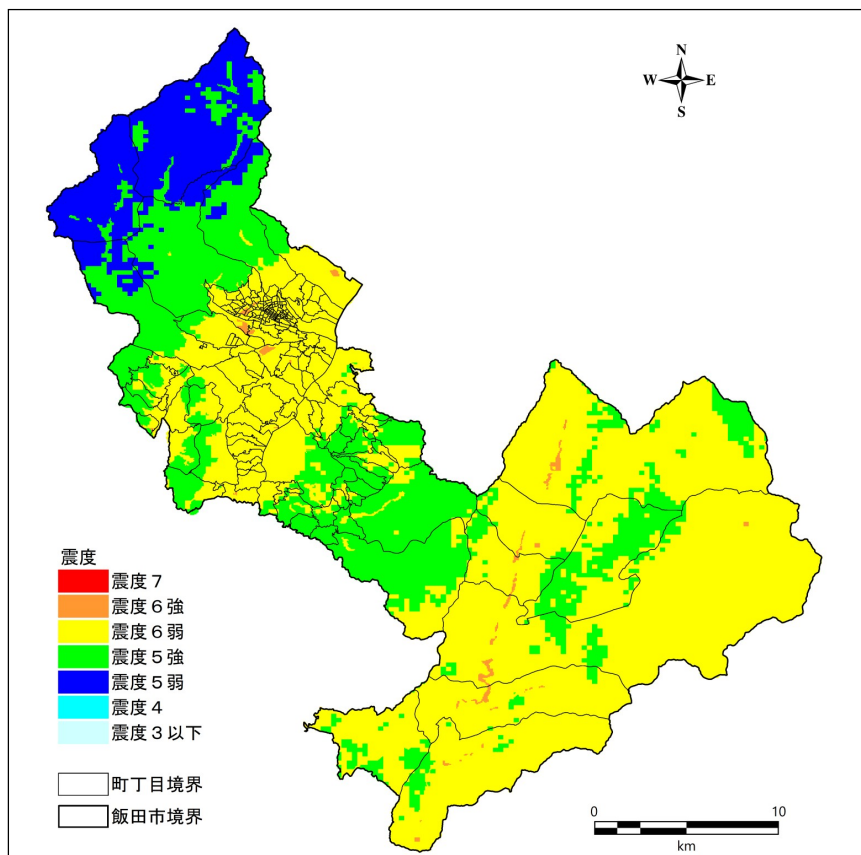 N
W E
S
震度
震度７
震度６強
震度６弱
震度５強
震度５弱
震度４
震度３以下
町丁目境界
飯田市境界
0 10
km